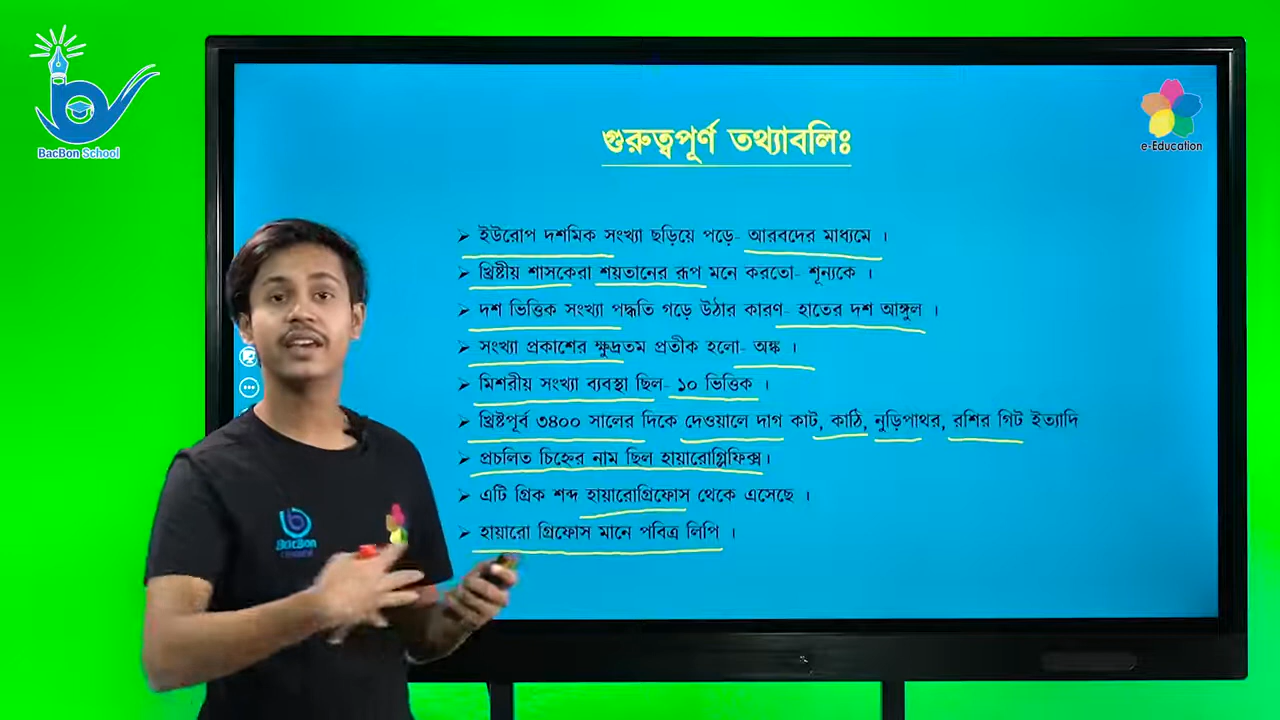 BacBon School
e-Education
গুরুত্বপূর্ণ তথ্যাবলিঃ
➢ ইউরোপ দশমিক সংখ্যা ছড়িয়ে পড়ে- আরবদের মাধ্যমে ।
➢ খ্রিষ্টীয় শাসকেরা শয়তানের রূপ মনে করতো- শূন্যকে ।
➢ দশ ভিত্তিক সংখ্যা পদ্ধতি গড়ে উঠার কারণ- হাতের দশ আঙ্গুল ।
➢ সংখ্যা প্রকাশের ক্ষুদ্রতম প্রতীক হলো- অঙ্ক ।
➢ মিশরীয় সংখ্যা ব্যবস্থা ছিল- ১০ ভিত্তিক ।
➢ খ্রিষ্টপূর্ব ৩৪০০ সালের দিকে দেওয়ালে দাগ কাট, কাঠি, নুড়িপাথর, রশির গিট ইত্যাদি
➢ প্রচলিত চিহ্নের নাম ছিল হায়ারোগ্লিফিক্স।
➢ এটি গ্রিক শব্দ হায়ারোগ্রিফোস থেকে এসেছে ।
➢ হায়ারো গ্রিফোস মানে পবিত্র লিপি ।
BacBon